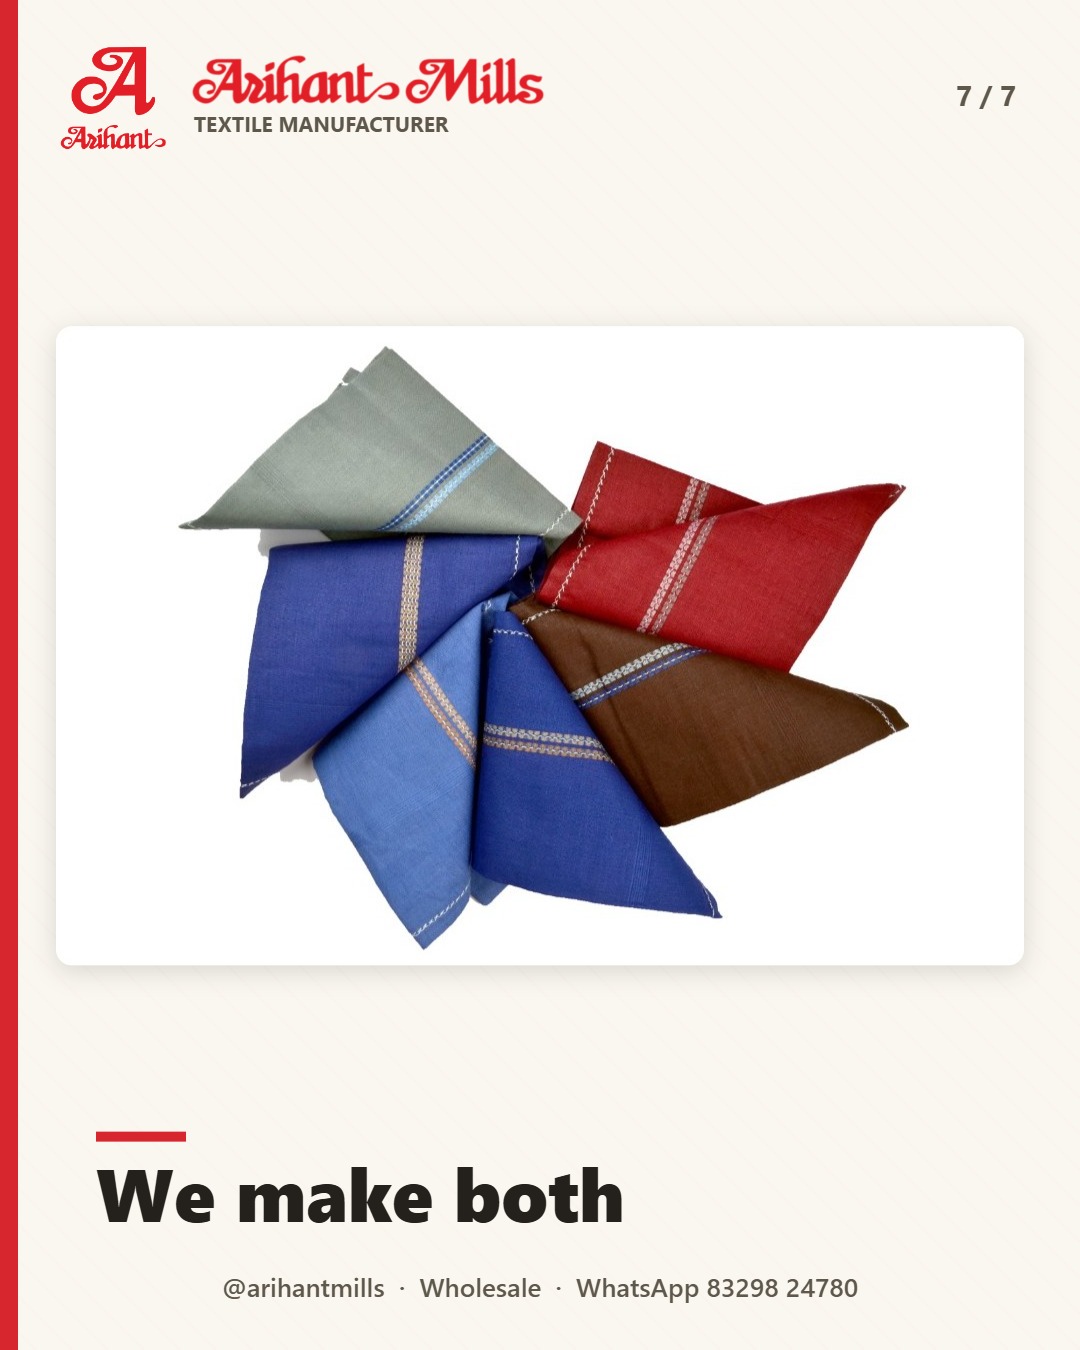 A
Arihant
Arihant Mills
TEXTILE MANUFACTURER
7 / 7
We make both
@arihantmills · Wholesale · WhatsApp 83298 24780